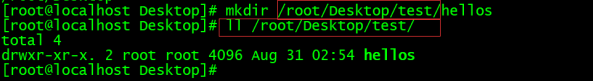 [root@localhost Desktop]# mkdir /root/Desktop/test/hellos
[root@localhost Desktop]# ll /root/Desktop/test/
total 4
drwxr-xr-x. 2 root root 4096 Aug 31 02:54 hellos
[root@localhost Desktop]#